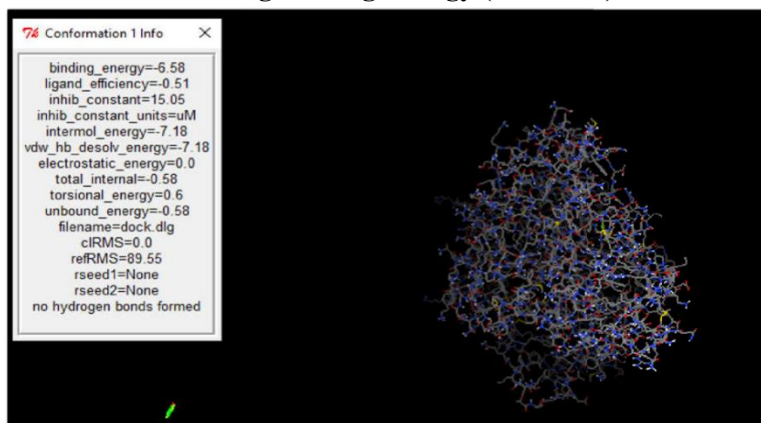 Conformation 1 Info
binding_energy=-6.58
ligand_efficiency=-0.51
inhib_constant=15.05
inhib_constant_units=uM
intermol_energy=-7.18
vdw_hb_desolv_energy=-7.18
electrostatic_energy=0.0
total_internal=-0.58
torsional_energy=0.6
unbound_energy=-0.58
filename=dock.dlg
clRMS=0.0
refRMS=89.55
rseed1=None
rseed2=None
no hydrogen bonds formed